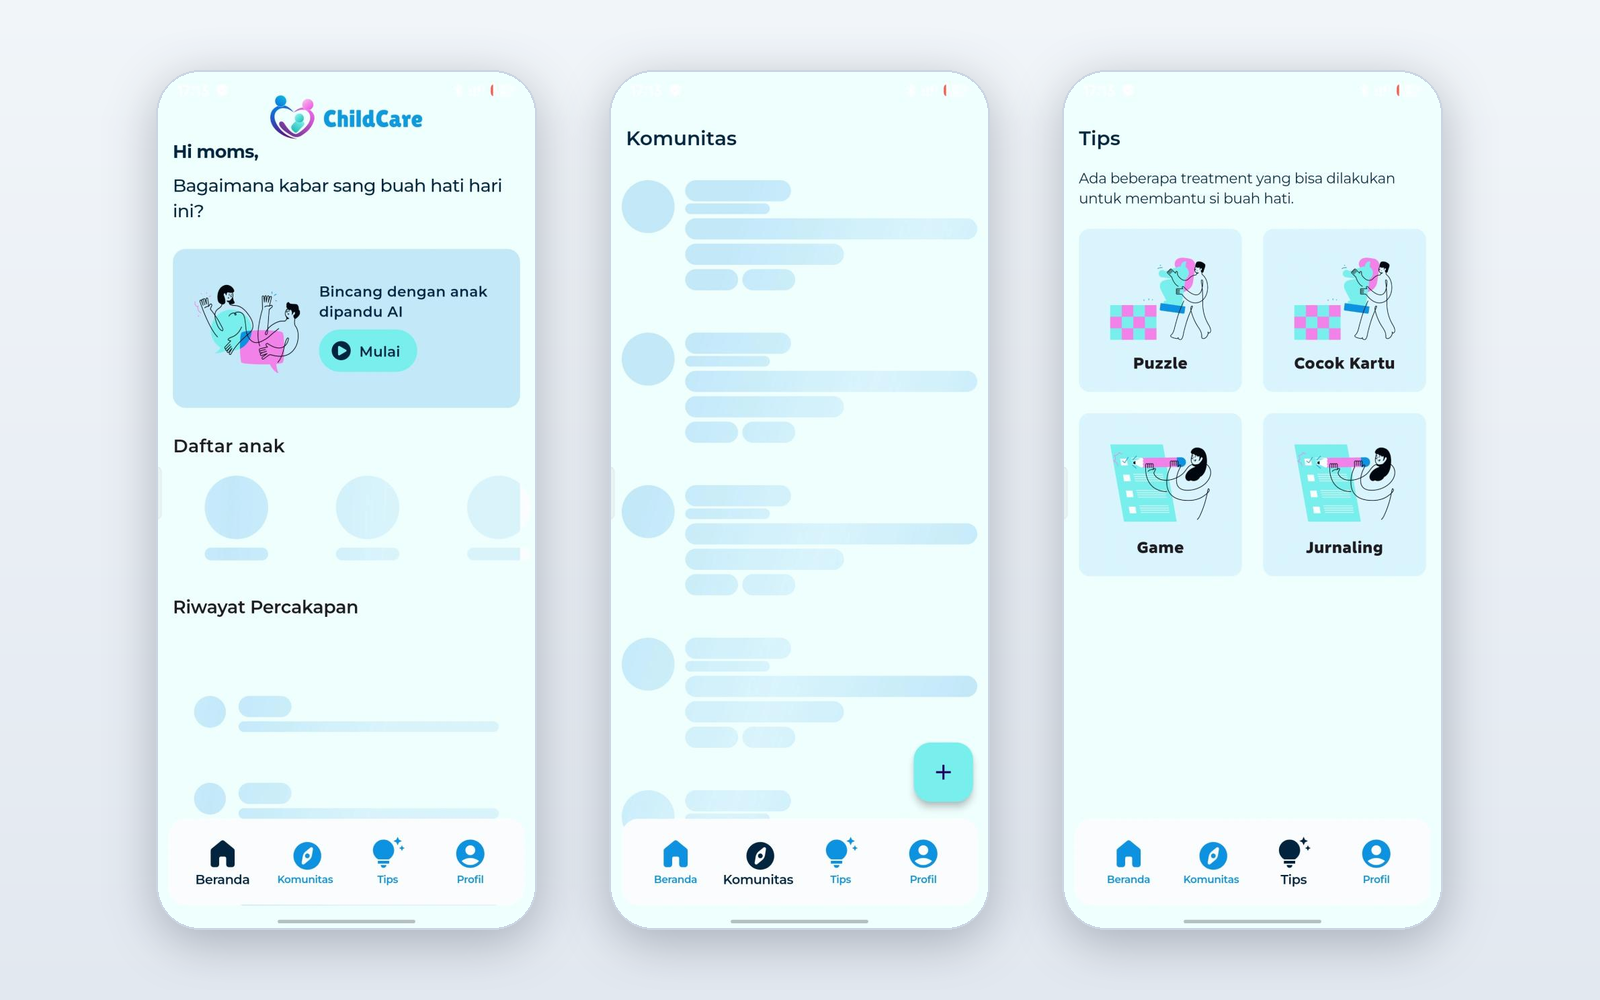 ChildCare
Hi moms,
Bagaimana kabar sang buah hati hari
ini?
Bincang dengan anak
dipandu AI
Mulai
Daftar anak
Riwayat Percakapan
Beranda
Komunitas
Tips
Profil
Komunitas
Beranda
Komunitas
Tips
Profil
Tips
Ada beberapa treatment yang bisa dilakukan
untuk membantu si buah hati.
Puzzle
Cocok Kartu
Game
Jurnaling
Beranda
Komunitas
Tips
Profil